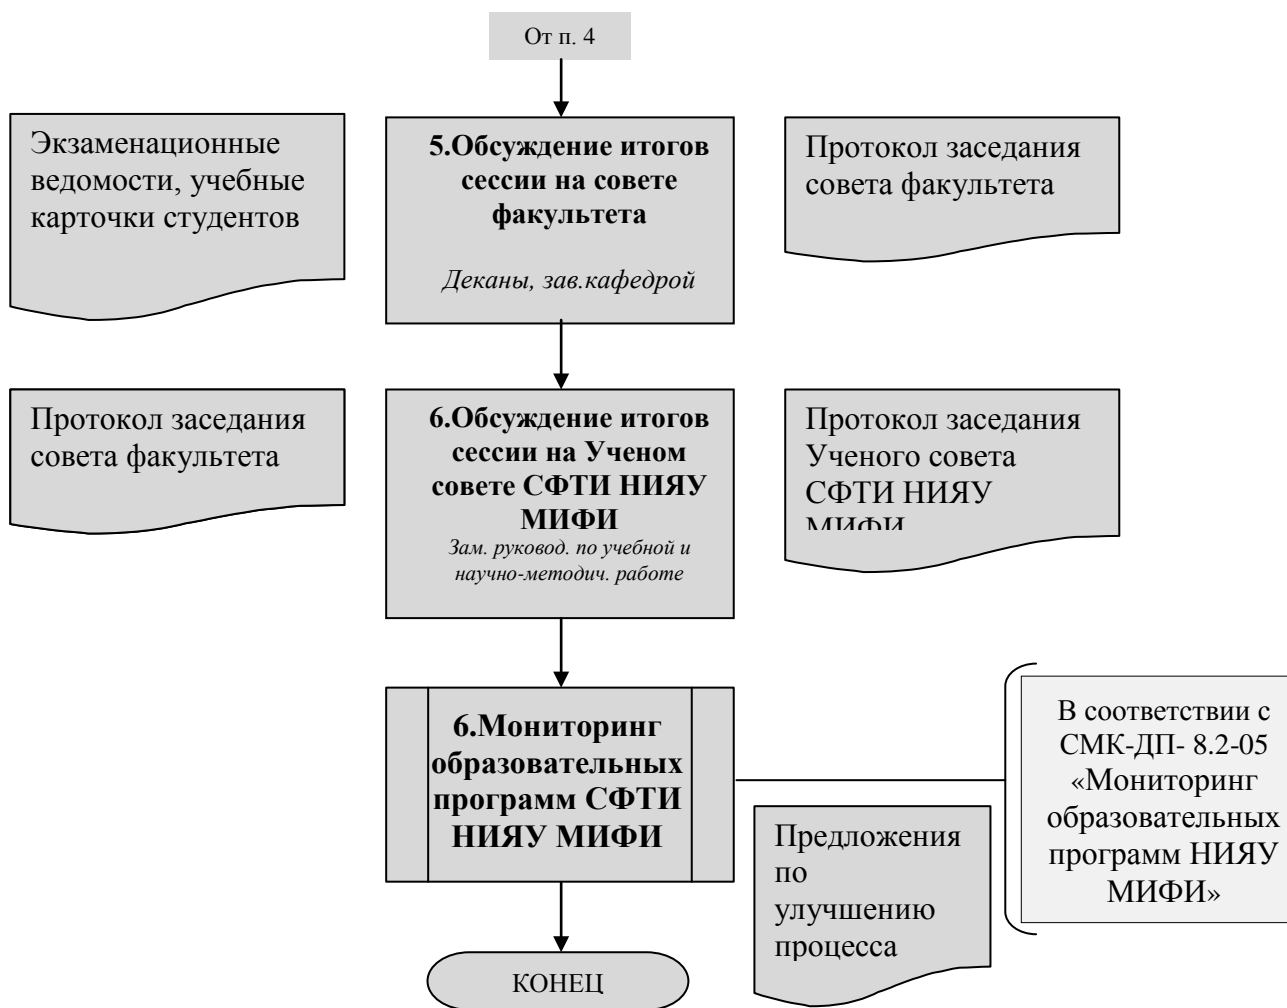 От п. 4
Экзаменационные
ведомости, учебные
карточки студентов
5.Обсуждение итогов
сессии на совете
факультета
Деканы, зав.кафедрой
Протокол заседания
совета факультета
Протокол заседания
совета факультета
6.Обсуждение итогов
сессии на Ученом
совете СФТИ НИЯУ
МИФИ
Зам. руковод. по учебной и
научно-методич. работе
Протокол заседания
Ученого совета
СФТИ НИЯУ
МИФИ
6.Мониторинг
образовательных
программ СФТИ
НИЯУ МИФИ
В соответствии с
СМК-ДП- 8.2-05
«Мониторинг
образовательных
программ НИЯУ
МИФИ»
Предложения
по
улучшению
процесса
КОНЕЦ